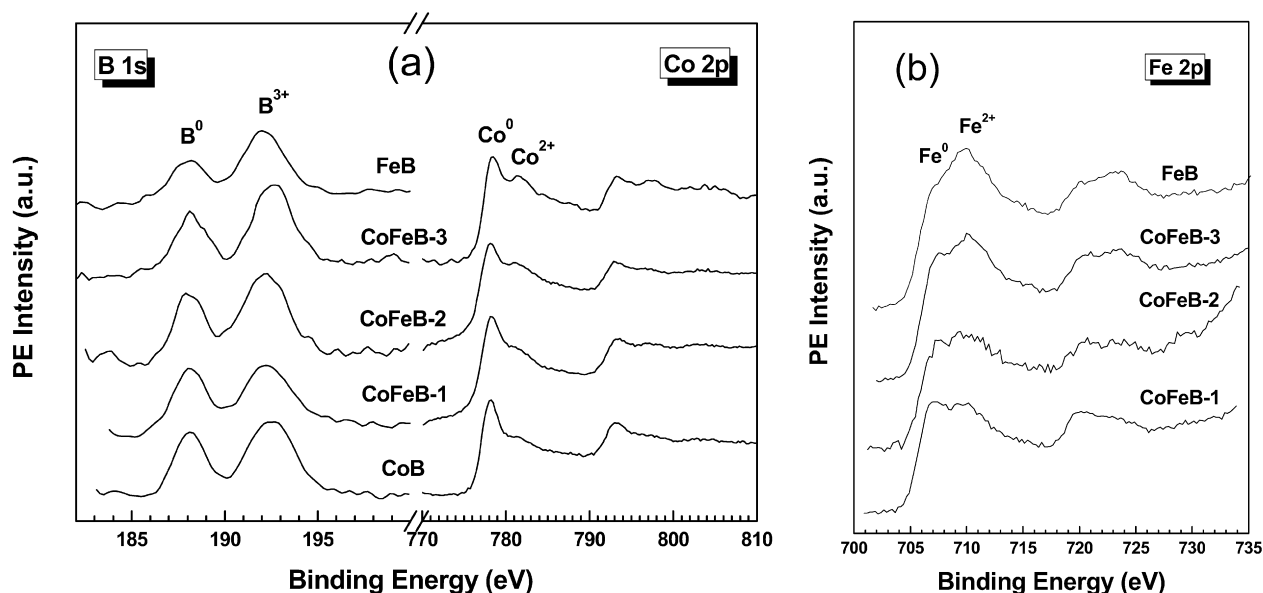 B 1s
(a)
Co 2p
B0
B3+
Co0
Co2+
FeB
CoFeB-3
CoFeB-2
CoFeB-1
CoB
PE Intensity (a.u.)
185 190 195 770 780 790 800 810
Binding Energy (eV)
(b)
Fe 2p
Fe0
Fe2+
FeB
CoFeB-3
CoFeB-2
CoFeB-1
PE Intensity (a.u.)
700 705 710 715 720 725 730 735
Binding Energy (eV)